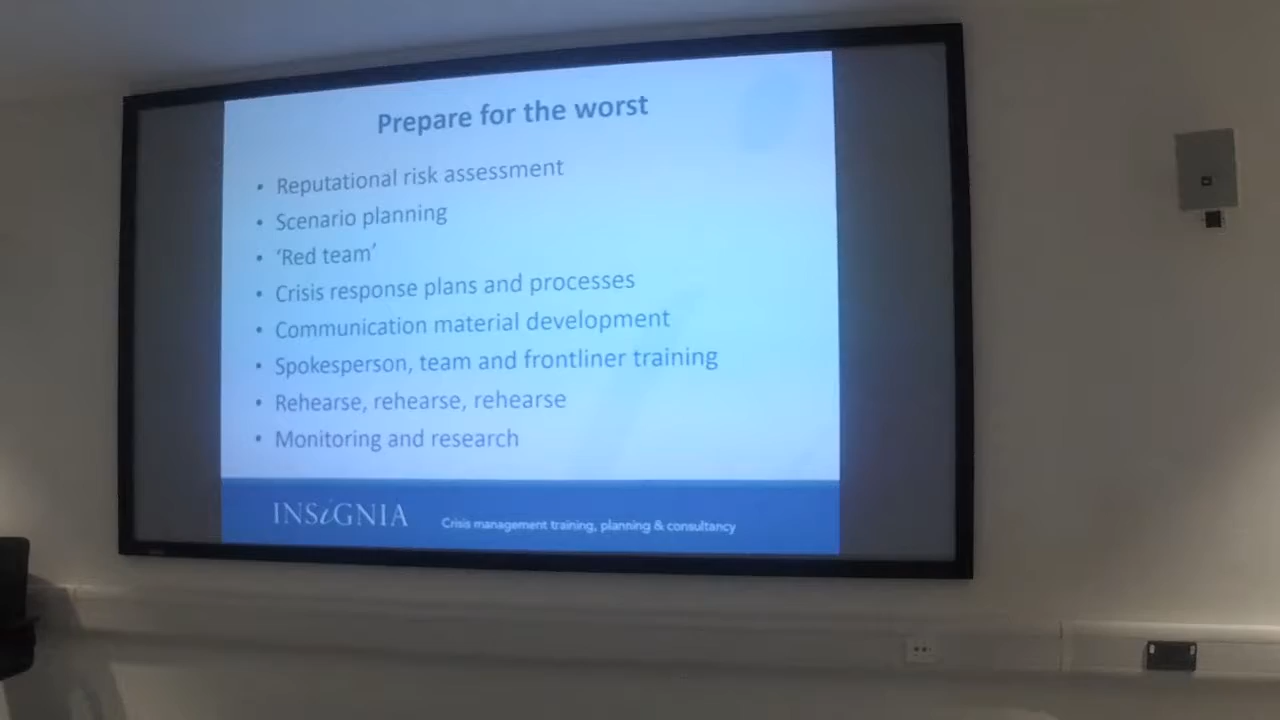 Prepare for the worst
• Reputational risk assessment
• Scenario planning
• ‘Red team’
• Crisis response plans and processes
• Communication material development
• Spokesperson, team and frontliner training
• Rehearse, rehearse, rehearse
• Monitoring and research
INSiGNIA Crisis management training, planning & consultancy